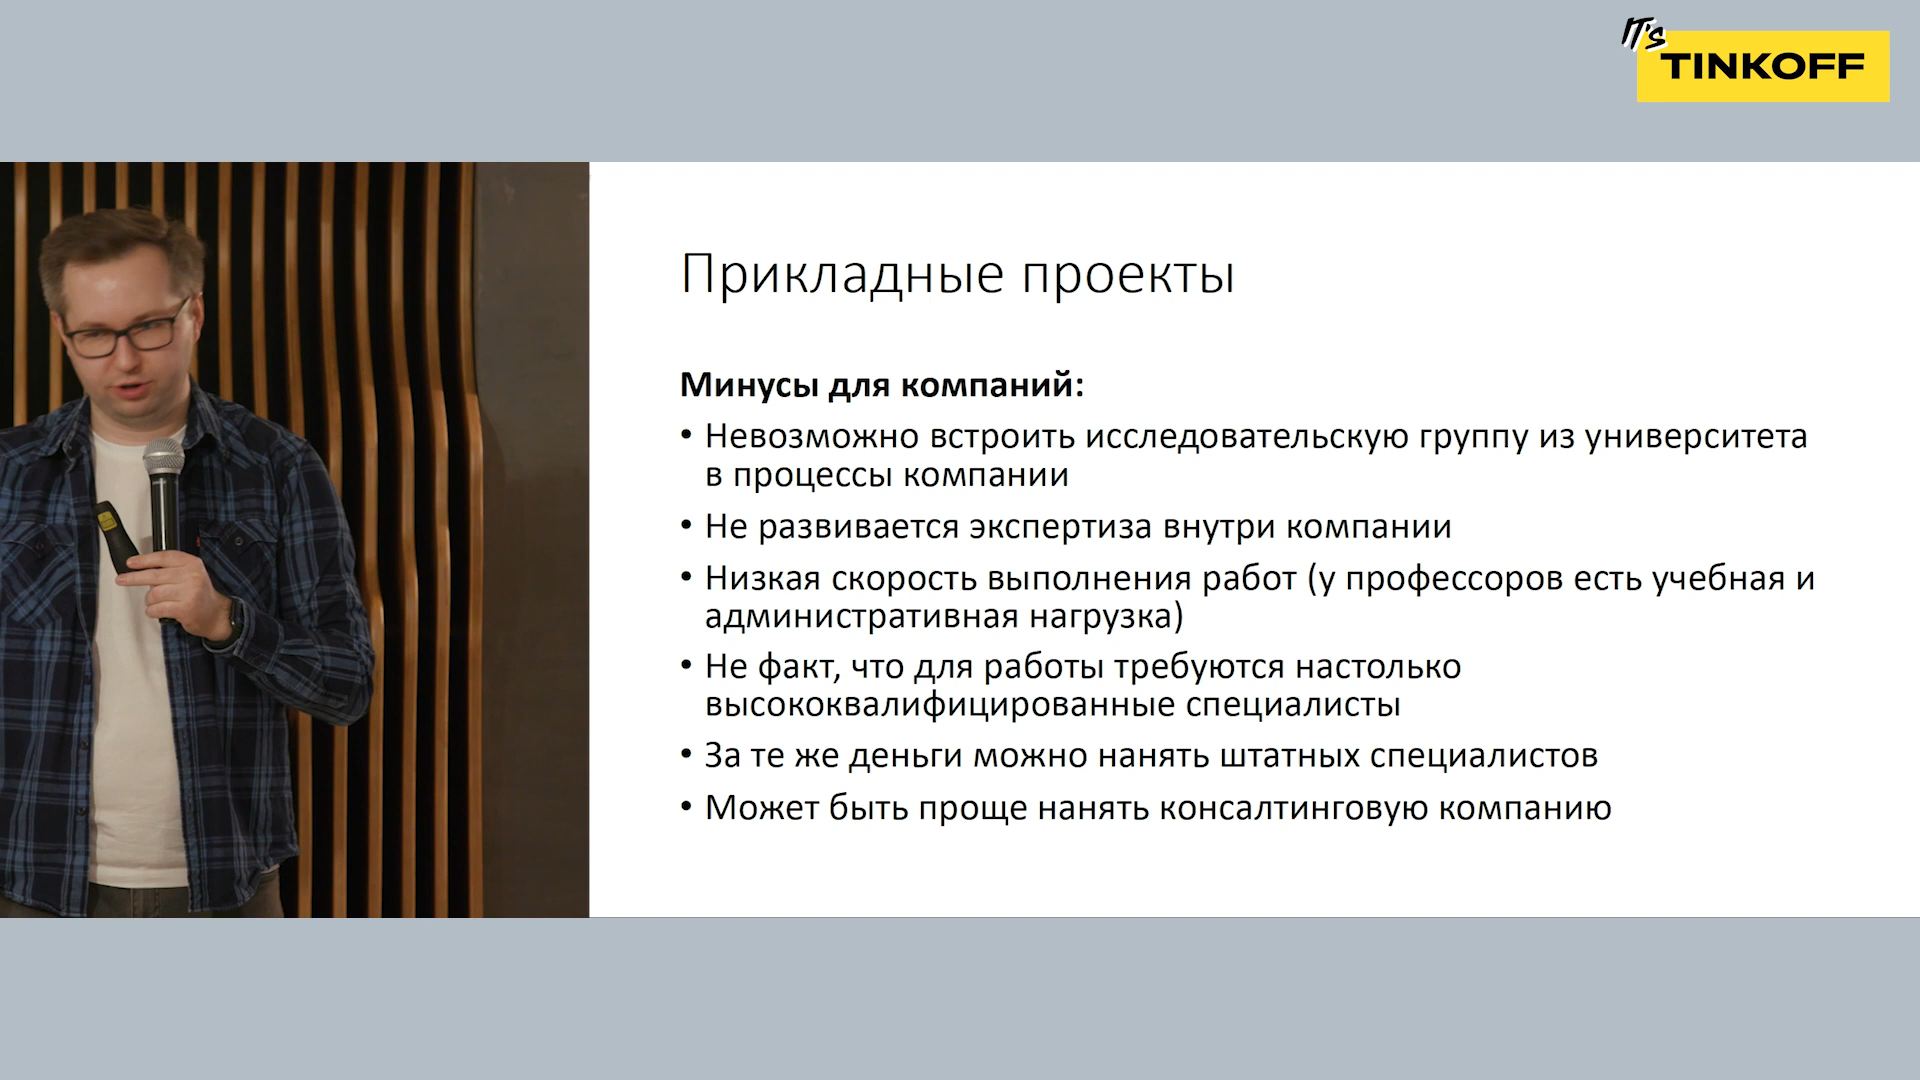 IT's
TINKOFF
Прикладные проекты
Минусы для компаний:
• Невозможно встроить исследовательскую группу из университета
в процессы компании
• Не развивается экспертиза внутри компании
• Низкая скорость выполнения работ (у профессоров есть учебная и
административная нагрузка)
• Не факт, что для работы требуются настолько
высококвалифицированные специалисты
• За те же деньги можно нанять штатных специалистов
• Может быть проще нанять консалтинговую компанию